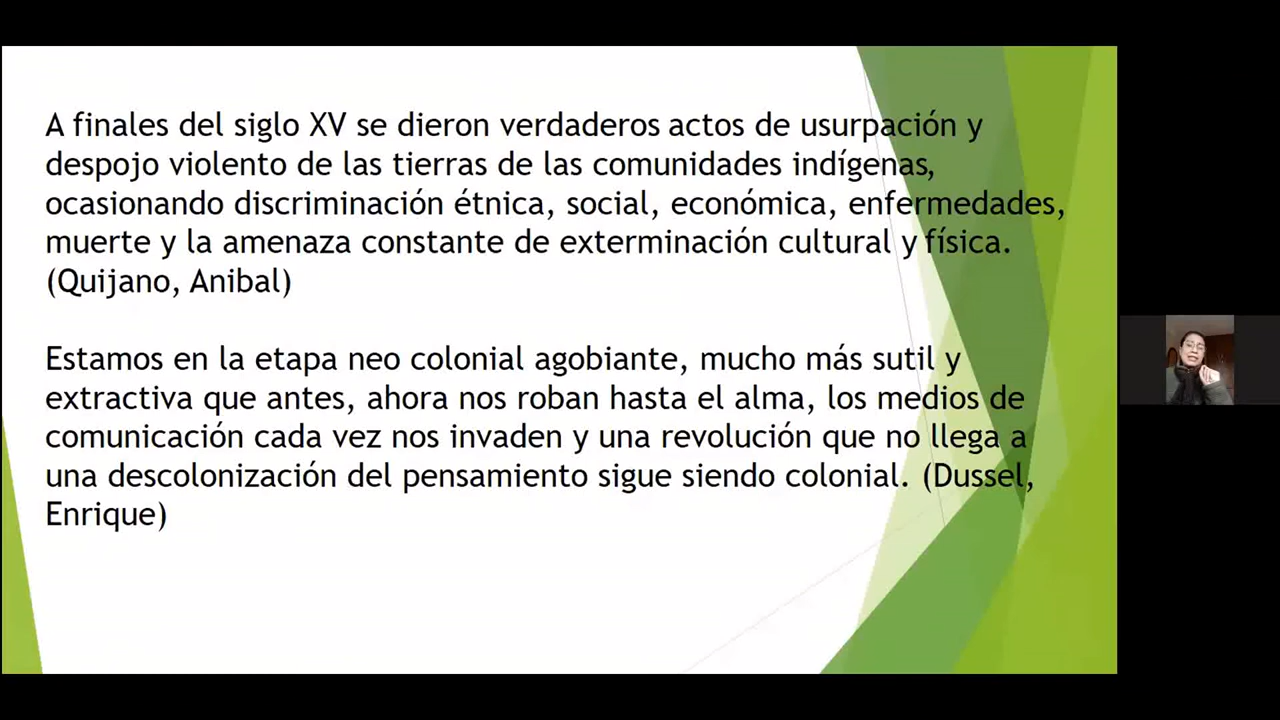 A finales del siglo XV se dieron verdaderos actos de usurpación y
despojo violento de las tierras de las comunidades indígenas,
ocasionando discriminación étnica, social, económica, enfermedades,
muerte y la amenaza constante de exterminación cultural y física.
(Quijano, Anibal)
Estamos en la etapa neo colonial agobiante, mucho más sutil y
extractiva que antes, ahora nos roban hasta el alma, los medios de
comunicación cada vez nos invaden y una revolución que no llega a
una descolonización del pensamiento sigue siendo colonial. (Dussel,
Enrique)